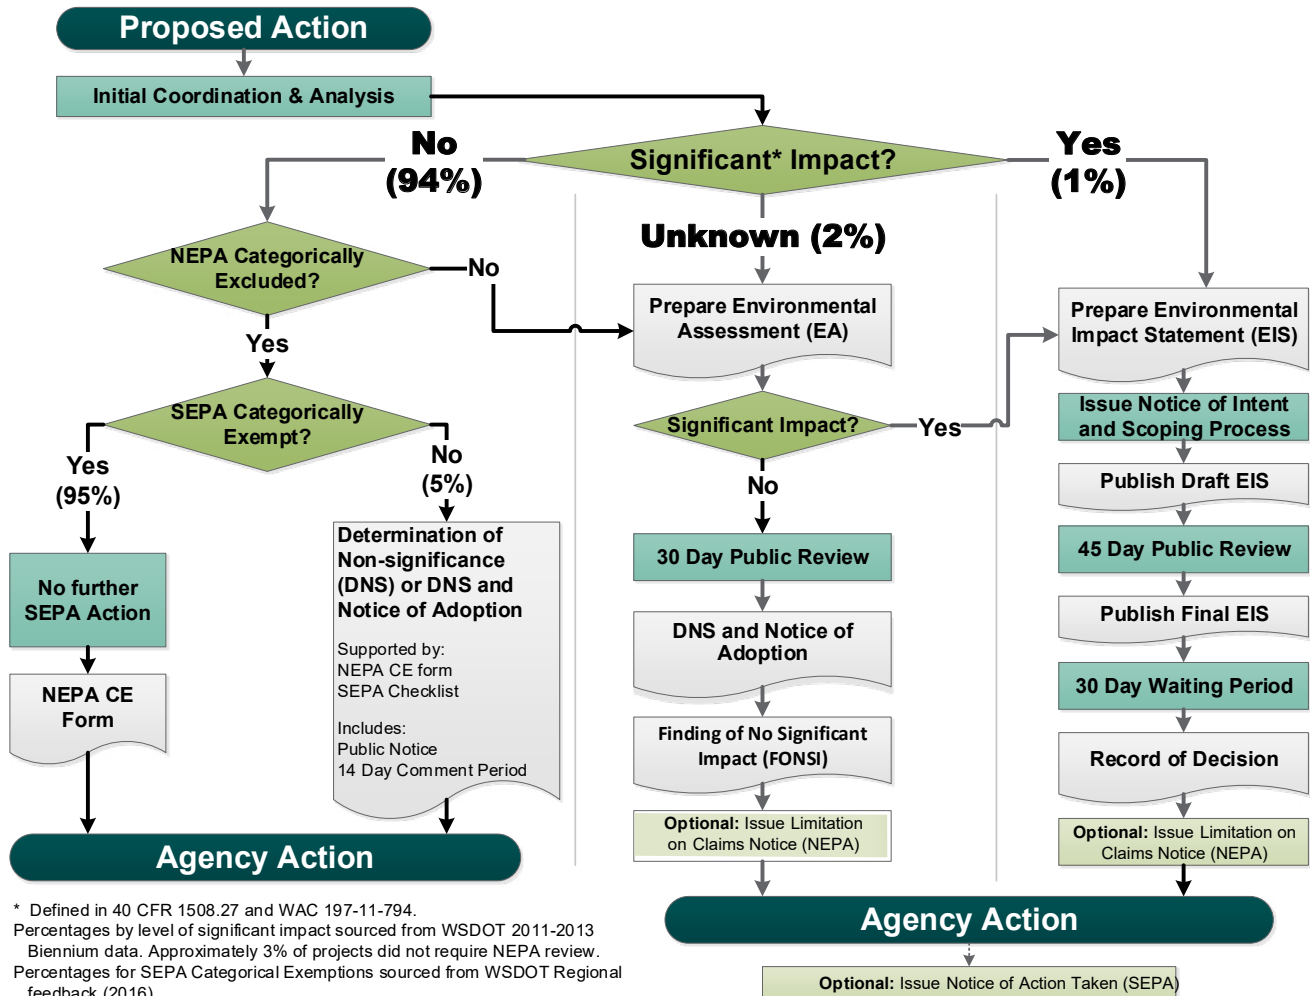 Proposed Action
Initial Coordination & Analysis
Significant* Impact?
No
(94%)
Yes
(1%)
Unknown (2%)
NEPA Categorically
Excluded?
No
Yes
SEPA Categorically
Exempt?
Yes
(95%)
No
(5%)
No further
SEPA Action
NEPA CE
Form
Determination of
Non-significance
(DNS) or DNS and
Notice of Adoption
Supported by:
NEPA CE form
SEPA Checklist
Includes:
Public Notice
14 Day Comment Period
Agency Action
Prepare Environmental
Assessment (EA)
Significant Impact?
Yes
No
30 Day Public Review
DNS and Notice of
Adoption
Finding of No Significant
Impact (FONSI)
Optional: Issue Limitation
on Claims Notice (NEPA)
Prepare Environmental
Impact Statement (EIS)
Issue Notice of Intent
and Scoping Process
Publish Draft EIS
45 Day Public Review
Publish Final EIS
30 Day Waiting Period
Record of Decision
Optional: Issue Limitation on
Claims Notice (NEPA)
Agency Action
Optional: Issue Notice of Action Taken (SEPA)
* Defined in 40 CFR 1508.27 and WAC 197-11-794.
Percentages by level of significant impact sourced from WSDOT 2011-2013
Biennium data. Approximately 3% of projects did not require NEPA review.
Percentages for SEPA Categorical Exemptions sourced from WSDOT Regional
feedback (2016)